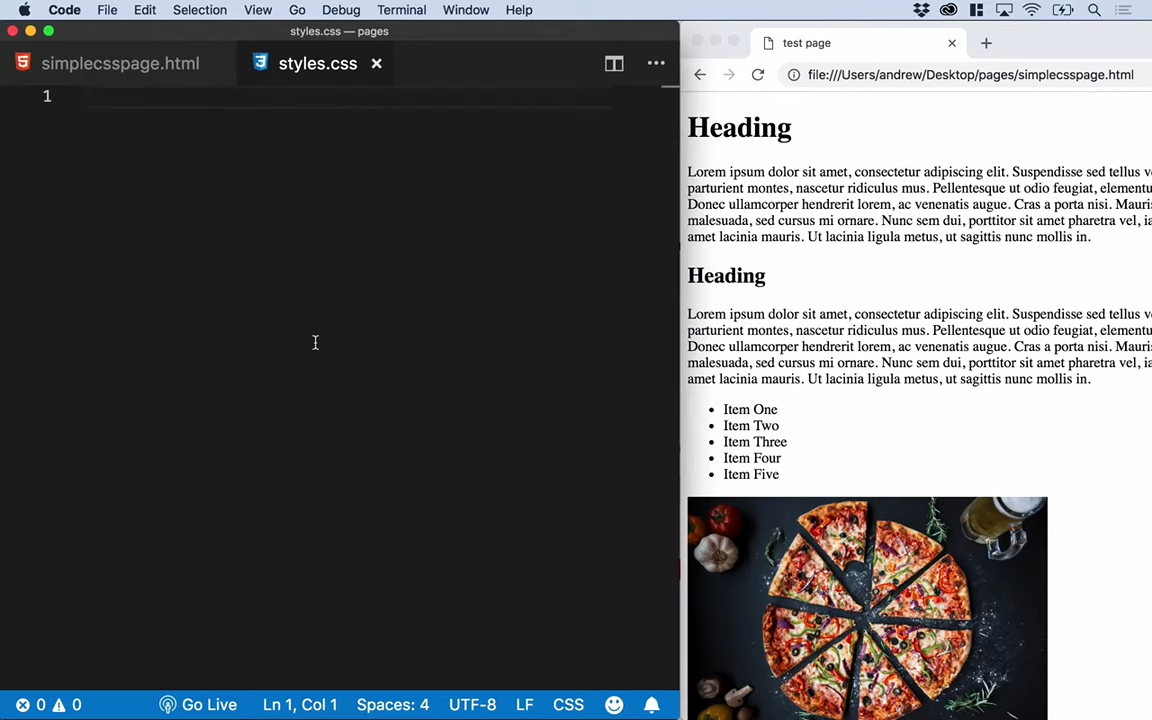 Code File Edit Selection View Go Debug Terminal Window Help
styles.css — pages
simplecsspage.html styles.css
test page
file:///Users/andrew/Desktop/pages/simplecsspage.html
1
Heading
Lorem ipsum dolor sit amet, consectetur adipiscing elit. Suspendisse sed tellus
parturient montes, nascetur ridiculus mus. Pellentesque ut odio feugiat,
Donec ullamcorper hendrerit lorem, ac venenatis augue. Cras a porta nisi.
malesuada, sed cursus mi ornare. Nunc sem dui, porttitor sit amet pharetra vel,
amet lacinia mauris. Ut lacinia ligula metus, ut sagittis nunc mollis in.
Heading
Lorem ipsum dolor sit amet, consectetur adipiscing elit. Suspendisse sed tellus
parturient montes, nascetur ridiculus mus. Pellentesque ut odio feugiat,
Donec ullamcorper hendrerit lorem, ac venenatis augue. Cras a porta nisi.
malesuada, sed cursus mi ornare. Nunc sem dui, porttitor sit amet pharetra vel,
amet lacinia mauris. Ut lacinia ligula metus, ut sagittis nunc mollis in.
• Item One
• Item Two
• Item Three
• Item Four
• Item Five
0 0 Go Live Ln 1, Col 1 Spaces: 4 UTF-8 LF CSS